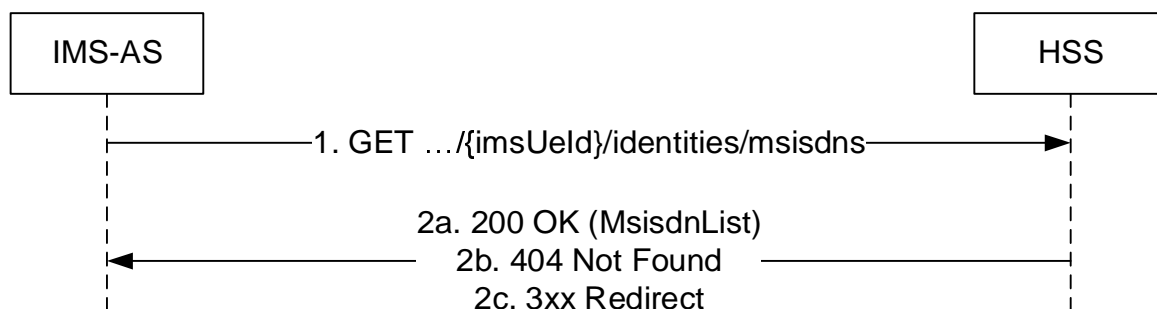 IMS-AS
HSS
1. GET …/{imsUeId}/identities/msisdns
2a. 200 OK (MsisdnList)
2b. 404 Not Found
2c. 3xx Redirect